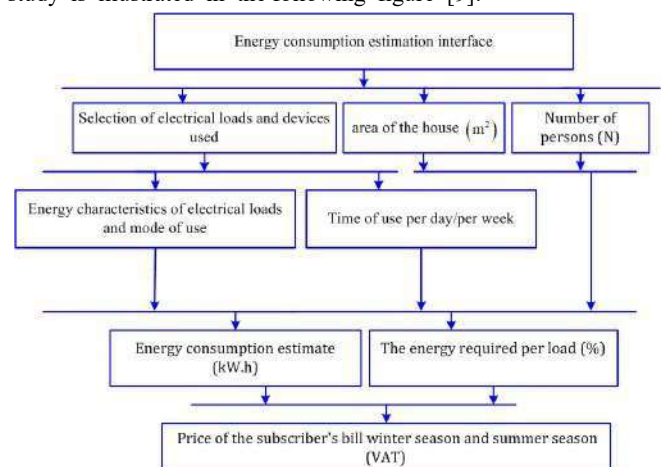 study is illustrated in the following figure [9].
Energy consumption estimation interface
Selection of electrical loads and devices
used
area of the house (m²)
Number of
persons (N)
Energy characteristics of electrical loads
and mode of use
Time of use per day/per week
Energy consumption estimate
(kW.h)
The energy required per load (%)
Price of the subscriber's bill winter season and summer season
(VAT)